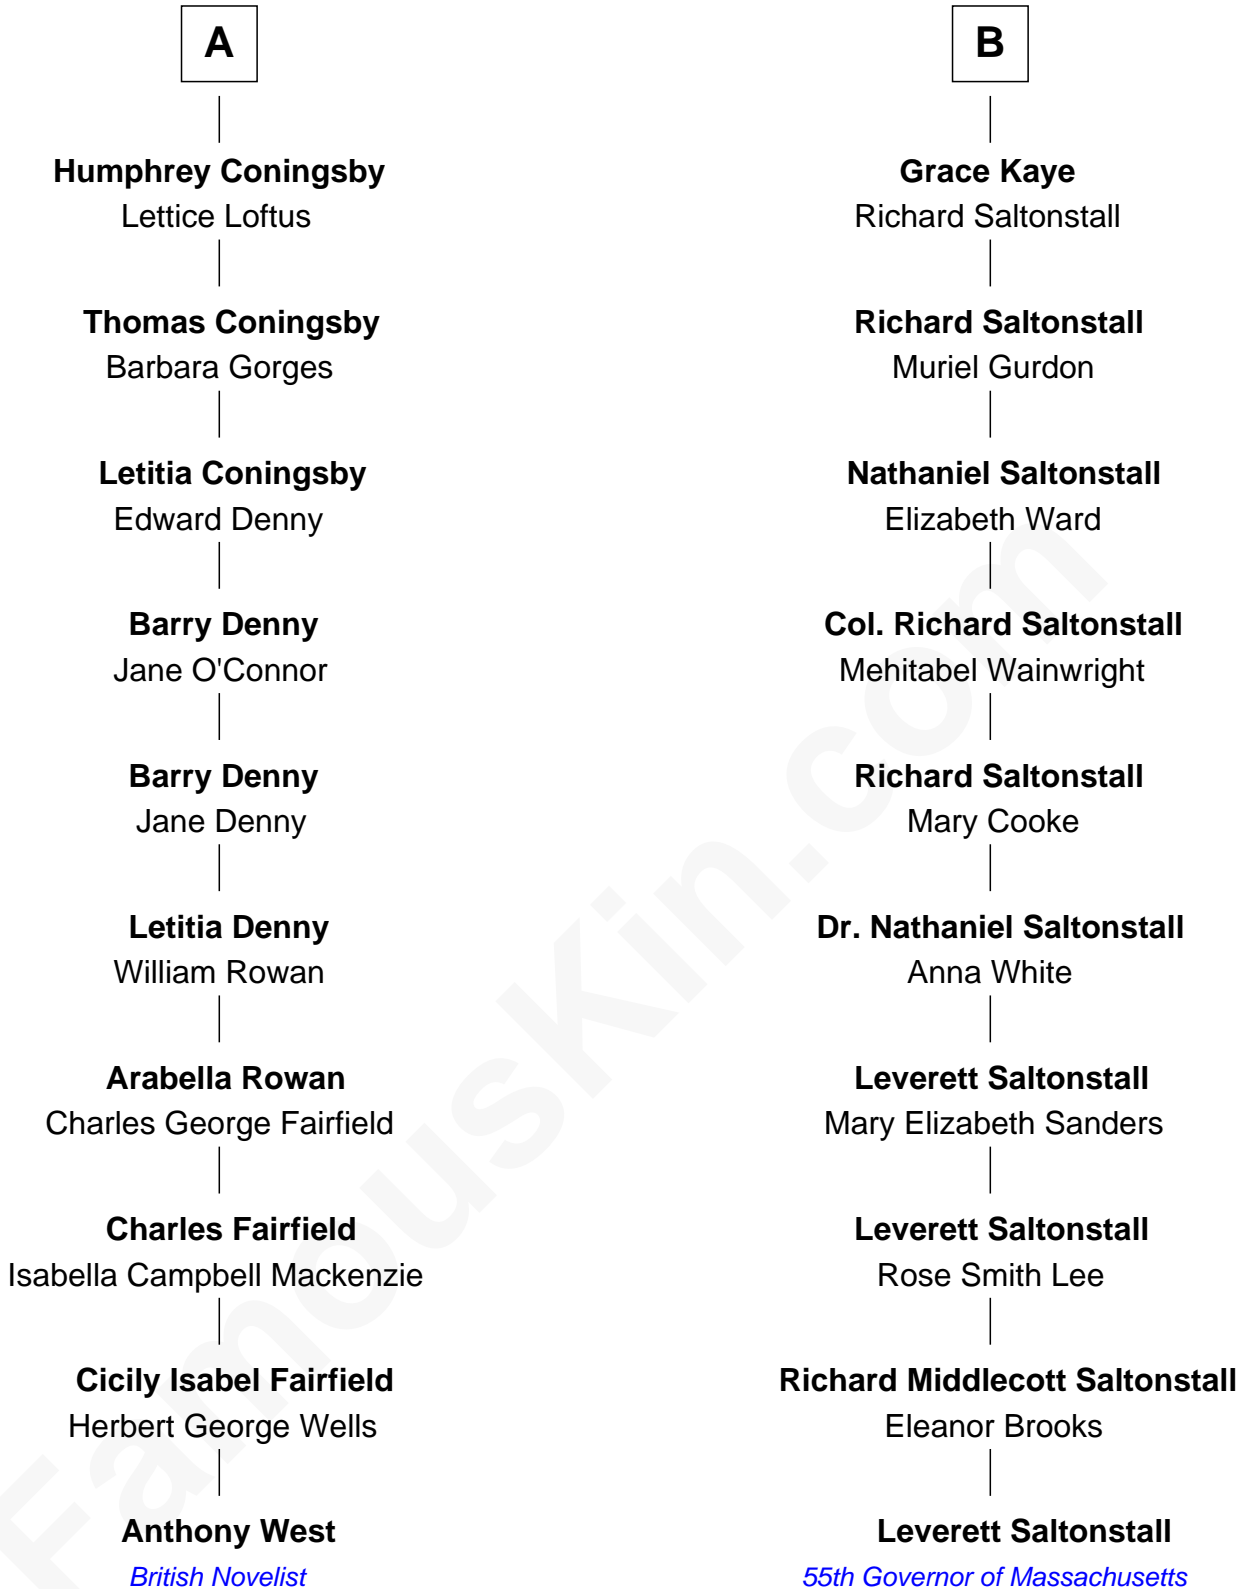 A
Humphrey Coningsby
Lettice Loftus
Thomas Coningsby
Barbara Gorges
Letitia Coningsby
Edward Denny
Barry Denny
Jane O'Connor
Barry Denny
Jane Denny
Letitia Denny
William Rowan
Arabella Rowan
Charles George Fairfield
Charles Fairfield
Isabella Campbell Mackenzie
Cicily Isabel Fairfield
Herbert George Wells
Anthony West
British Novelist
B
Grace Kaye
Richard Saltonstall
Richard Saltonstall
Muriel Gurdon
Nathaniel Saltonstall
Elizabeth Ward
Col. Richard Saltonstall
Mehitabel Wainwright
Richard Saltonstall
Mary Cooke
Dr. Nathaniel Saltonstall
Anna White
Leverett Saltonstall
Mary Elizabeth Sanders
Leverett Saltonstall
Rose Smith Lee
Richard Middlecott Saltonstall
Eleanor Brooks
Leverett Saltonstall
55th Governor of Massachusetts
FamousKin.com